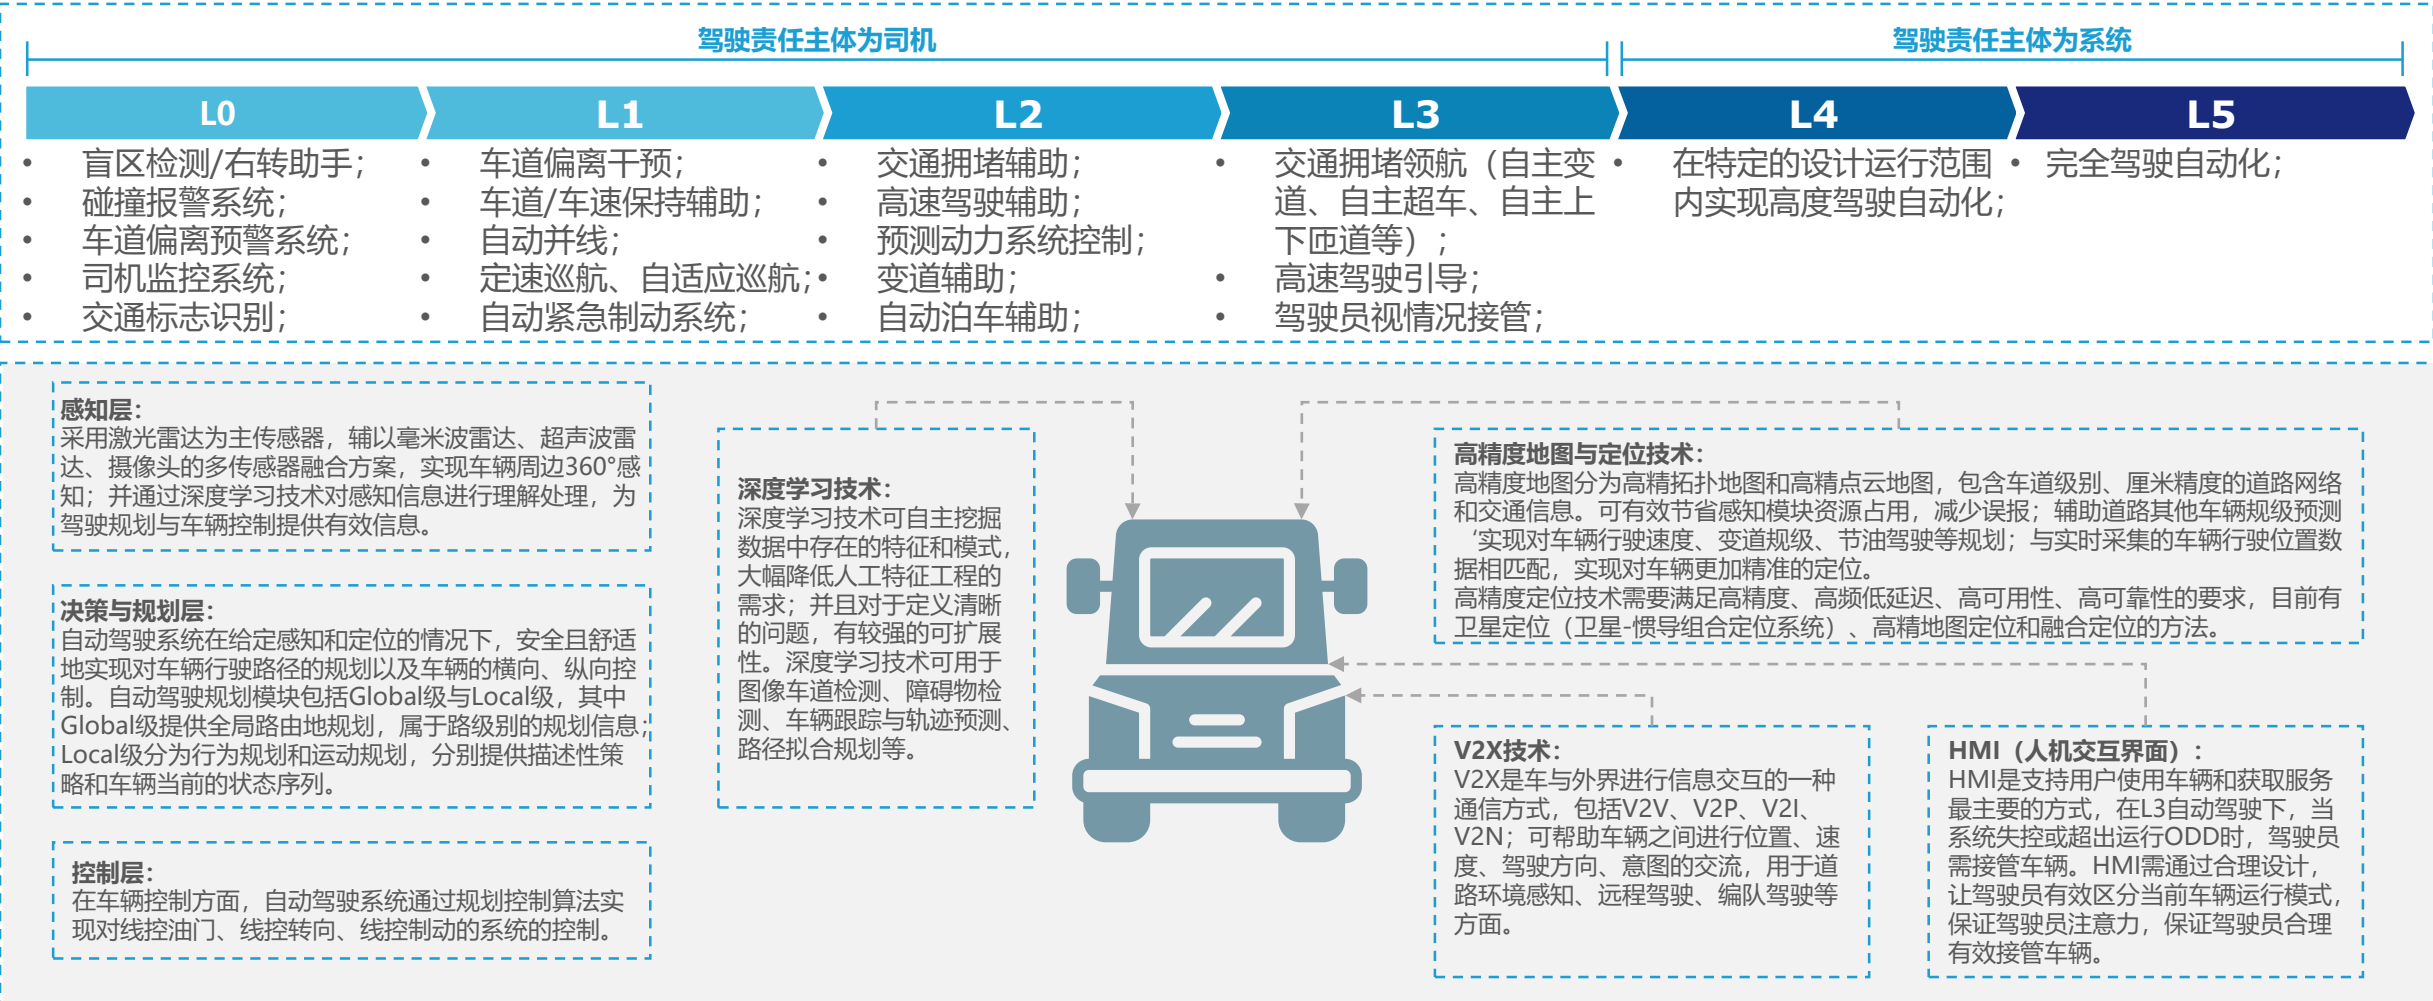 驾驶责任主体为司机
驾驶责任主体为系统
L0
L1
L2
L3
L4
L5
• 盲区检测/右转助手；
• 碰撞报警系统；
• 车道偏离预警系统；
• 司机监控系统；
• 交通标志识别；
• 车道偏离干预；
• 车道/车速保持辅助；
• 自动并线；
• 定速巡航、自适应巡航；
• 自动紧急制动系统；
• 交通拥堵辅助；
• 高速驾驶辅助；
• 预测动力系统控制；
• 变道辅助；
• 自动泊车辅助；
• 交通拥堵领航（自主变
道、自主超车、自主上
下匝道等）；
• 高速驾驶引导；
• 驾驶员视情况接管；
• 在特定的设计运行范围
内实现高度驾驶自动化；
• 完全驾驶自动化；
感知层：
采用激光雷达为主传感器，辅以毫米波雷达、超声波雷
达、摄像头的多传感器融合方案，实现车辆周边360°感
知；并通过深度学习技术对感知信息进行理解处理，为
驾驶规划与车辆控制提供有效信息。
决策与规划层：
自动驾驶系统在给定感知和定位的情况下，安全且舒适
地实现对车辆行驶路径的规划以及车辆的横向、纵向控
制。自动驾驶规划模块包括Global级与Local级，其中
Global级提供全局路由地规划，属于路级别的规划信息；
Local级分为行为规划和运动规划，分别提供描述性策
略和车辆当前的状态序列。
控制层：
在车辆控制方面，自动驾驶系统通过规划控制算法实
现对线控油门、线控转向、线控制动的系统的控制。
深度学习技术：
深度学习技术可自主挖掘
数据中存在的特征和模式，
大幅降低人工特征工程的
需求；并且对于定义清晰
的问题，有较强的可扩展
性。深度学习技术可用于
图像车道检测、障碍物检
测、车辆跟踪与轨迹预测、
路径拟合规划等。
高精度地图与定位技术：
高精度地图分为高精拓扑地图和高精点云地图，包含车道级别、厘米精度的道路网络
和交通信息。可有效节省感知模块资源占用，减少误报；辅助道路其他车辆规级预测
‘实现对车辆行驶速度、变道规级、节油驾驶等规划；与实时采集的车辆行驶位置数
据相匹配，实现对车辆更加精准的定位。
高精度定位技术需要满足高精度、高频低延迟、高可用性、高可靠性的要求，目前有
卫星定位（卫星-惯导组合定位系统）、高精地图定位和融合定位的方法。
V2X技术：
V2X是车与外界进行信息交互的一种
通信方式，包括V2V、V2P、V2I、
V2N；可帮助车辆之间进行位置、速
度、驾驶方向、意图的交流，用于道
路环境感知、远程驾驶、编队驾驶等
方面。
HMI（人机交互界面）：
HMI是支持用户使用车辆和获取服务
最主要的方式，在L3自动驾驶下，当
系统失控或超出运行ODD时，驾驶员
需接管车辆。HMI需通过合理设计，
让驾驶员有效区分当前车辆运行模式，
保证驾驶员注意力，保证驾驶员合理
有效接管车辆。